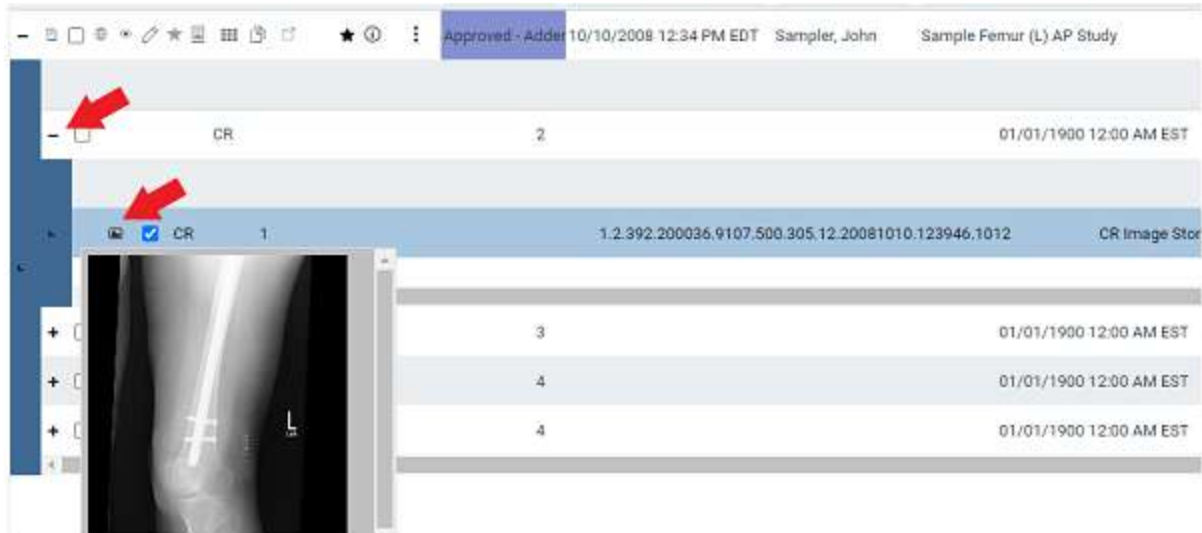 Approved - Adder 10/10/2008 12:34 PM EDT Sampler, John Sample Femur (L) AP Study
CR 2 01/01/1900 12:00 AM EST
CR 1 1.2.392.200036.9107.500.305.12.20081010.123946.1012 CR Image Stor
L
3 01/01/1900 12:00 AM EST
4 01/01/1900 12:00 AM EST
4 01/01/1900 12:00 AM EST